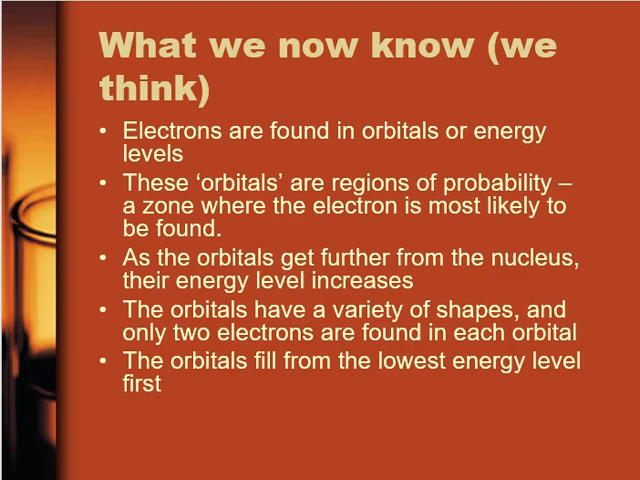 What we now know (we
think)
• Electrons are found in orbitals or energy
levels
• These ‘orbitals’ are regions of probability –
a zone where the electron is most likely to
be found.
• As the orbitals get further from the nucleus,
their energy level increases
• The orbitals have a variety of shapes, and
only two electrons are found in each orbital
• The orbitals fill from the lowest energy level
first